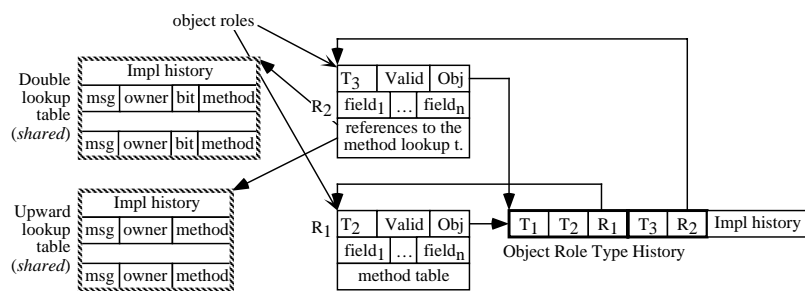 object roles
Double lookup table (shared)
Impl history
msg owner bit method
msg owner bit method
R2
T3 Valid Obj
field1 ... fieldn
references to the
method lookup t.
Upward lookup table (shared)
Impl history
msg owner method
msg owner method
R1
T2 Valid Obj
field1 ... fieldn
method table
T1 T2 R1 T3 R2 Impl history
Object Role Type History